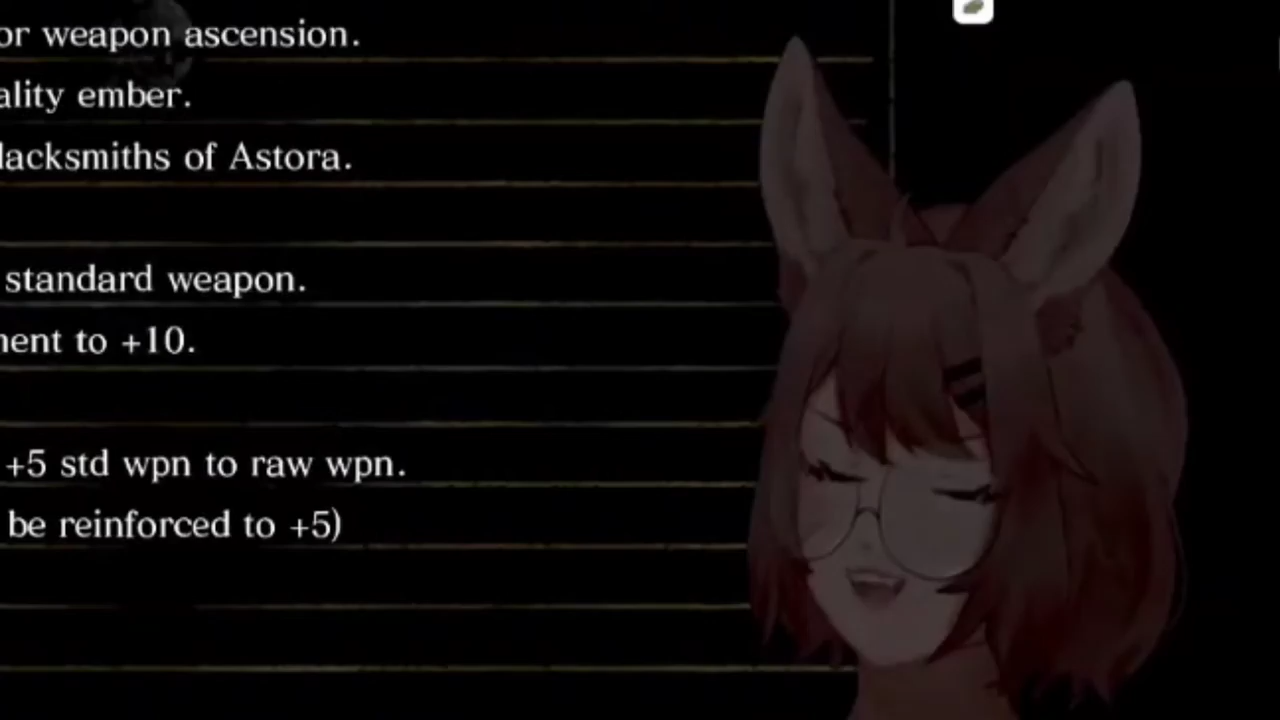 or weapon ascension.
ality ember.
lacksmiths of Astora.
standard weapon.
ent to +10.
+5 std wpn to raw wpn.
be reinforced to +5)